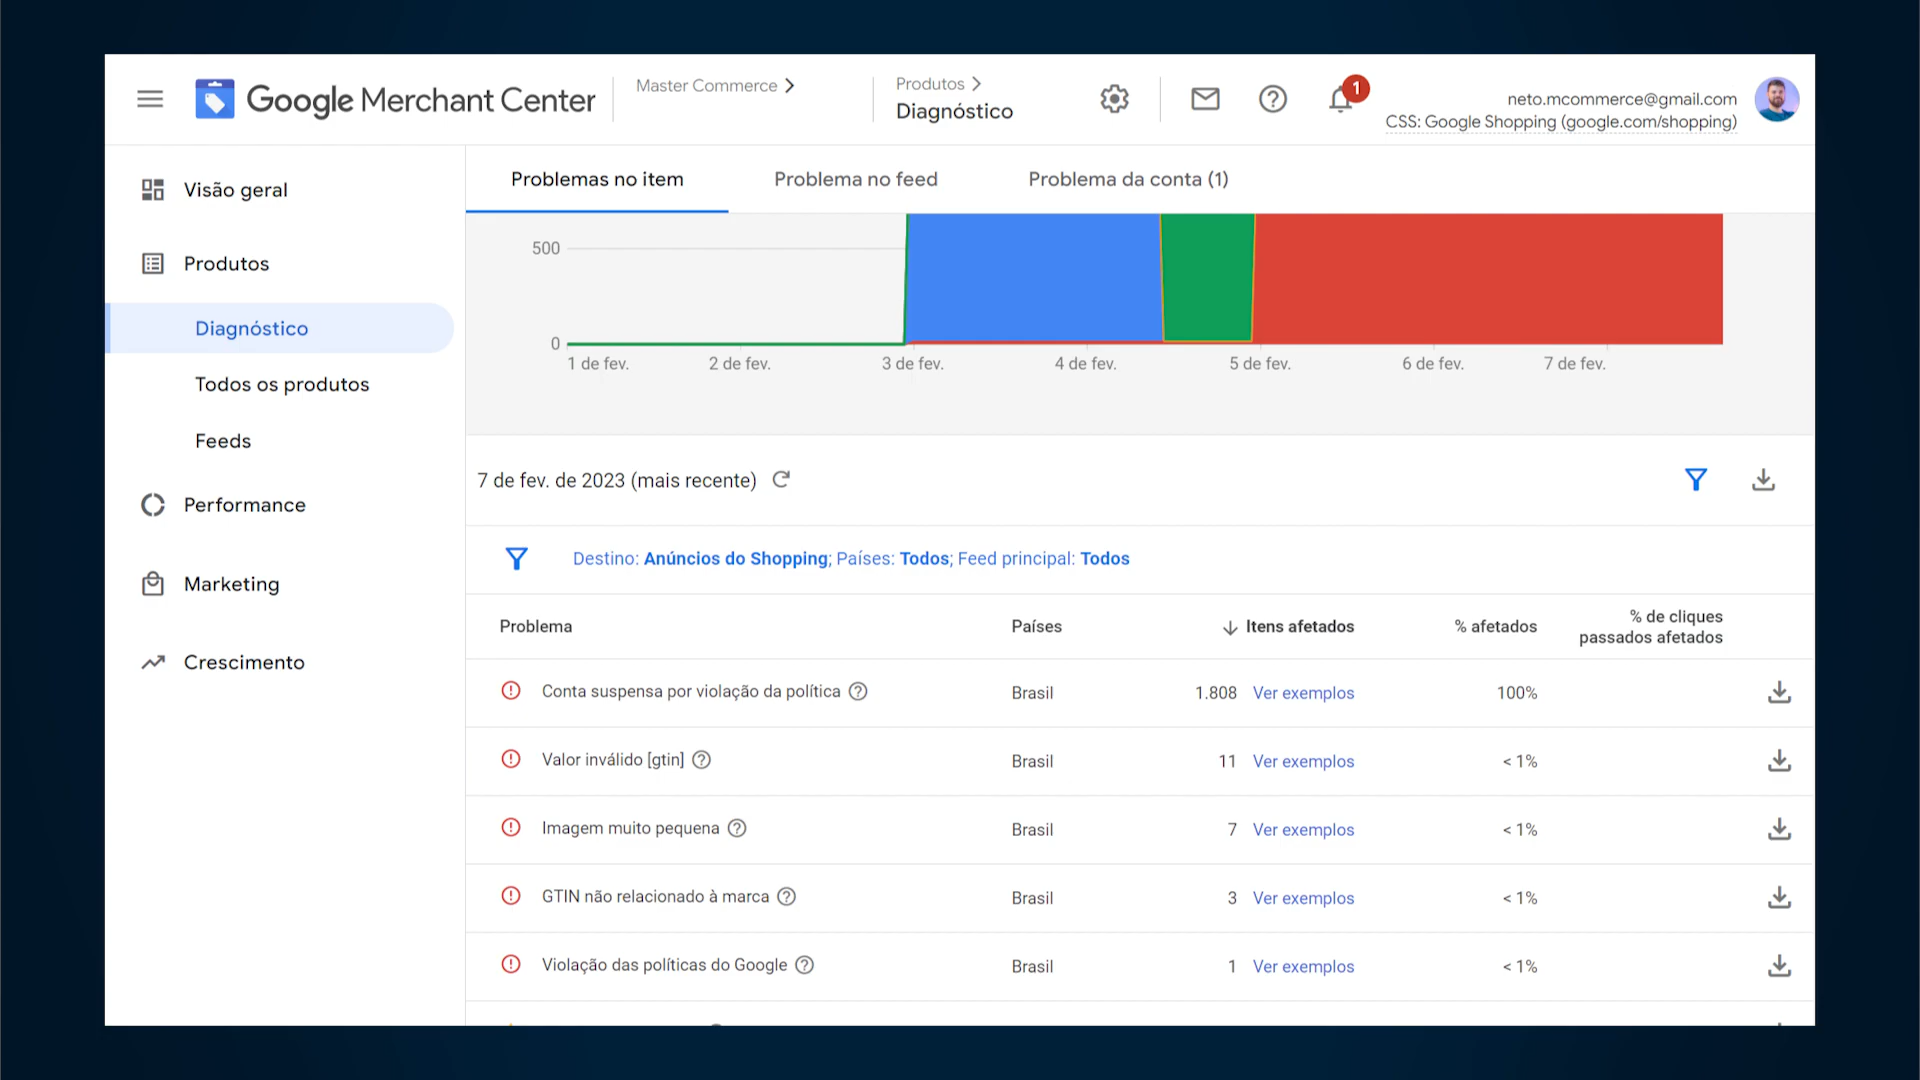 Google Merchant Center
Master Commerce
Produtos
Diagnóstico
1
neto.mcommerce@gmail.com
CSS: Google Shopping (google.com/shopping)
Visão geral
Produtos
Diagnóstico
Todos os produtos
Feeds
Performance
Marketing
Crescimento
Problemas no item
Problema no feed
Problema da conta (1)
500
0
1 de fev.
2 de fev.
3 de fev.
4 de fev.
5 de fev.
6 de fev.
7 de fev.
7 de fev. de 2023 (mais recente)
Destino: Anúncios do Shopping; Países: Todos; Feed principal: Todos
Problema
Países
Itens afetados
% afetados
% de cliques
passados afetados
Conta suspensa por violação da política
Brasil
1.808
Ver exemplos
100%
Valor inválido [gtin]
Brasil
11
Ver exemplos
< 1%
Imagem muito pequena
Brasil
7
Ver exemplos
< 1%
GTIN não relacionado à marca
Brasil
3
Ver exemplos
< 1%
Violação das políticas do Google
Brasil
1
Ver exemplos
< 1%